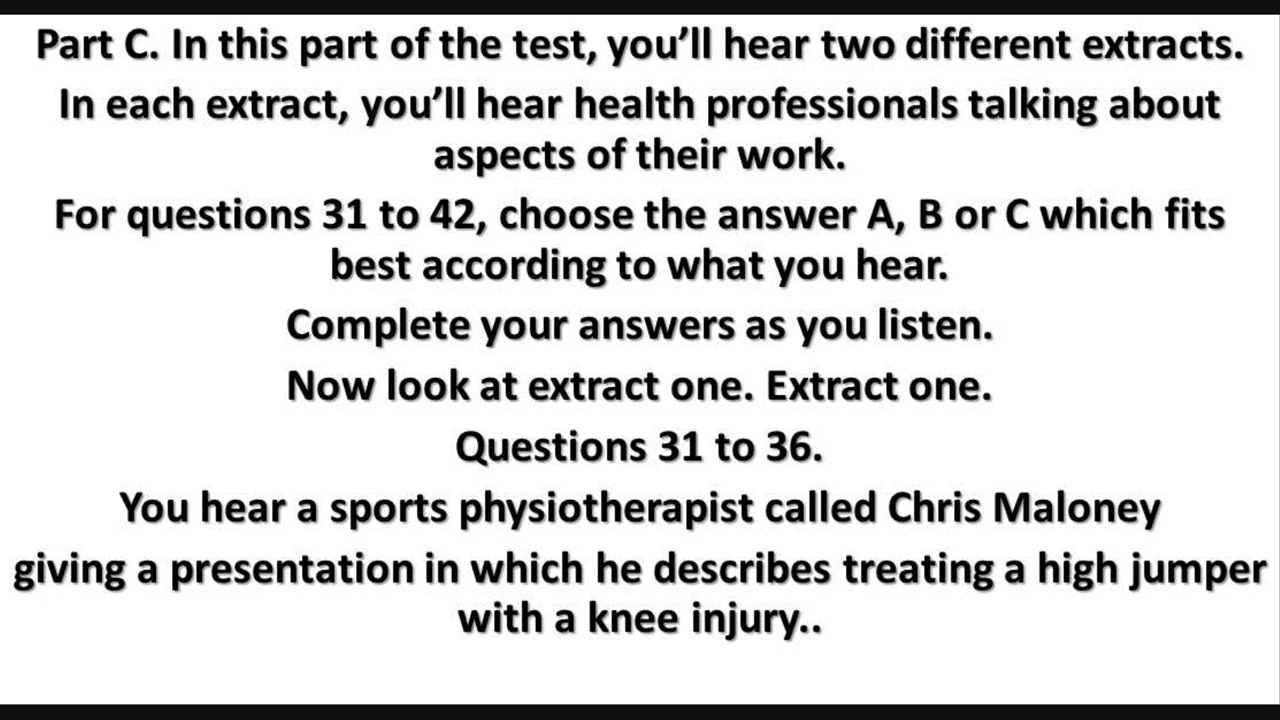 Part C. In this part of the test, you’ll hear two different extracts.
In each extract, you’ll hear health professionals talking about
aspects of their work.
For questions 31 to 42, choose the answer A, B or C which fits
best according to what you hear.
Complete your answers as you listen.
Now look at extract one. Extract one.
Questions 31 to 36.
You hear a sports physiotherapist called Chris Maloney
giving a presentation in which he describes treating a high jumper
with a knee injury..